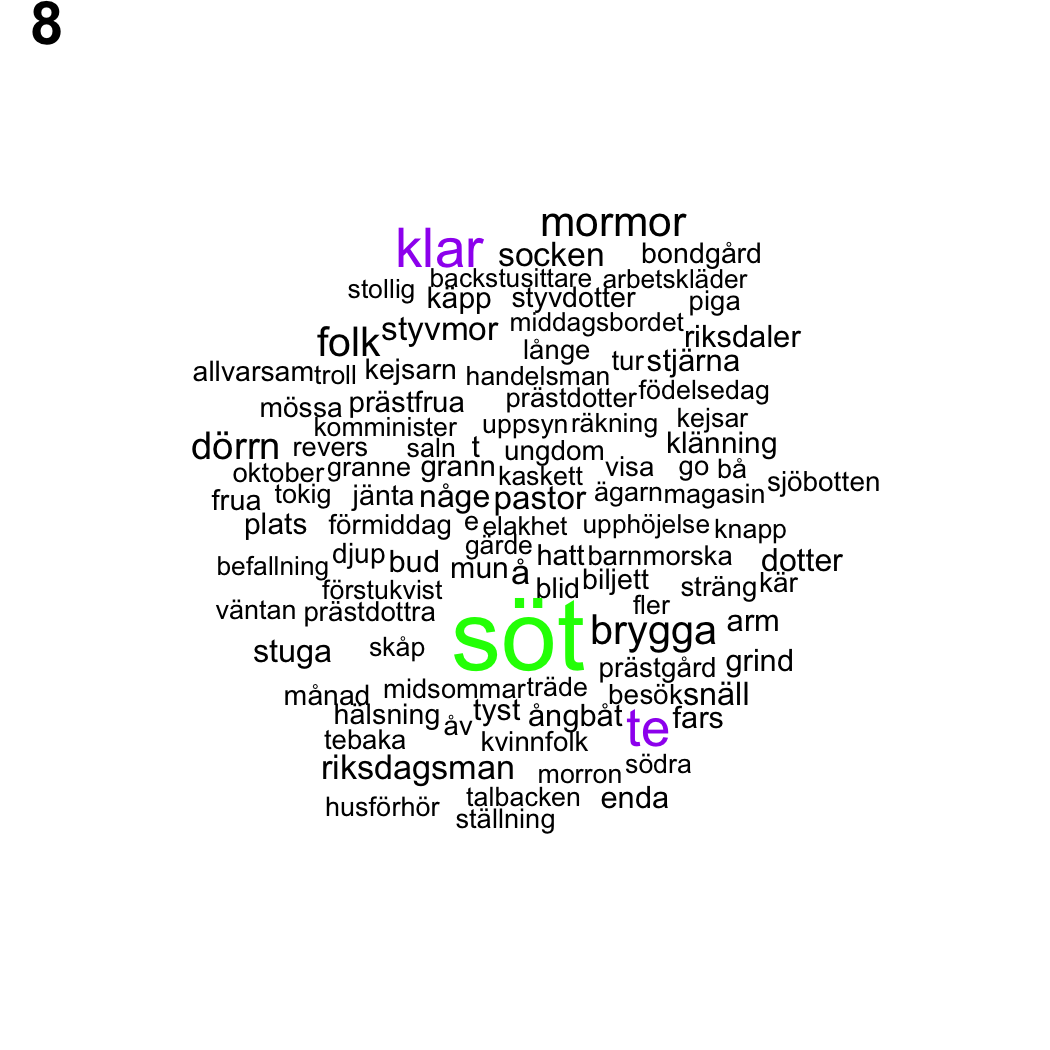 8
mormor
klar socken bondgård
backstusittare arbetskläder
stollig käpp styvdotter piga
folk styvmor middagsbordet riksdaler
långe tur stjärna
allvarsam troll kejsarn handelsman födelsedag
mössa prästfrua prästdotter
komminister uppsyn räkning kejsar
dörrn revers saln t ungdom klänning
oktober granne grann kaskett visa go bå sjöbotten
frua tokig jänta någe pastor ägarn magasin
plats förmiddag e elakhet upphöjelse knapp
gärde
befallning djup bud mun å hatt barnmorska dotter
förstukvist blid biljett sträng kär
väntan prästdottra fler
söt brygga arm
stuga skåp prästgård grind
månad midsommar träde besök snäll
hälsning åv tyst ångbåt te fars
tebaka kvinnfolk
riksdagsman morron södra
husförhör talbacken enda
ställning